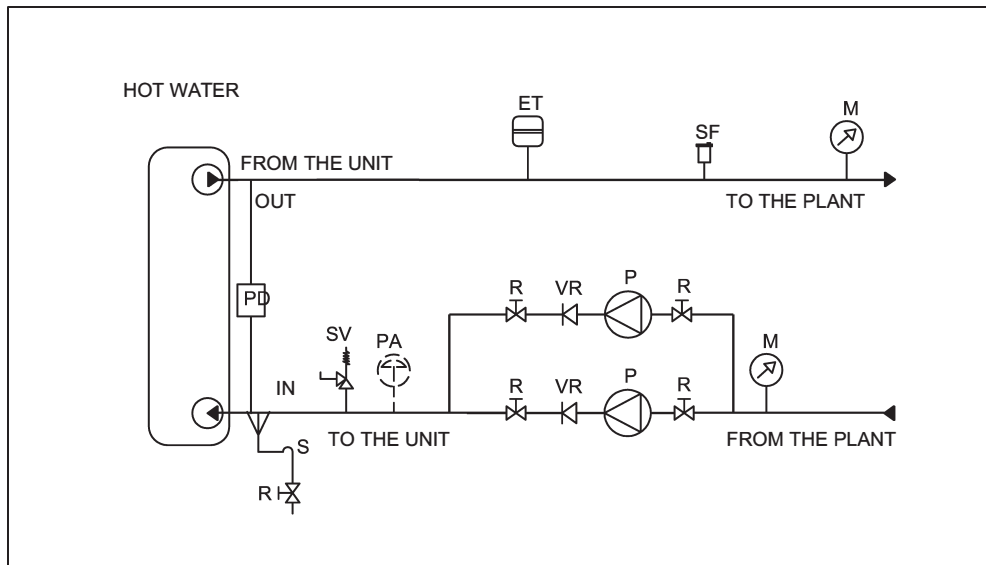 HOT WATER
ET
SF
M
FROM THE UNIT
OUT
TO THE PLANT
PD
R
VR
P
R
SV
PA
M
IN
R
VR
P
R
TO THE UNIT
FROM THE PLANT
S
R